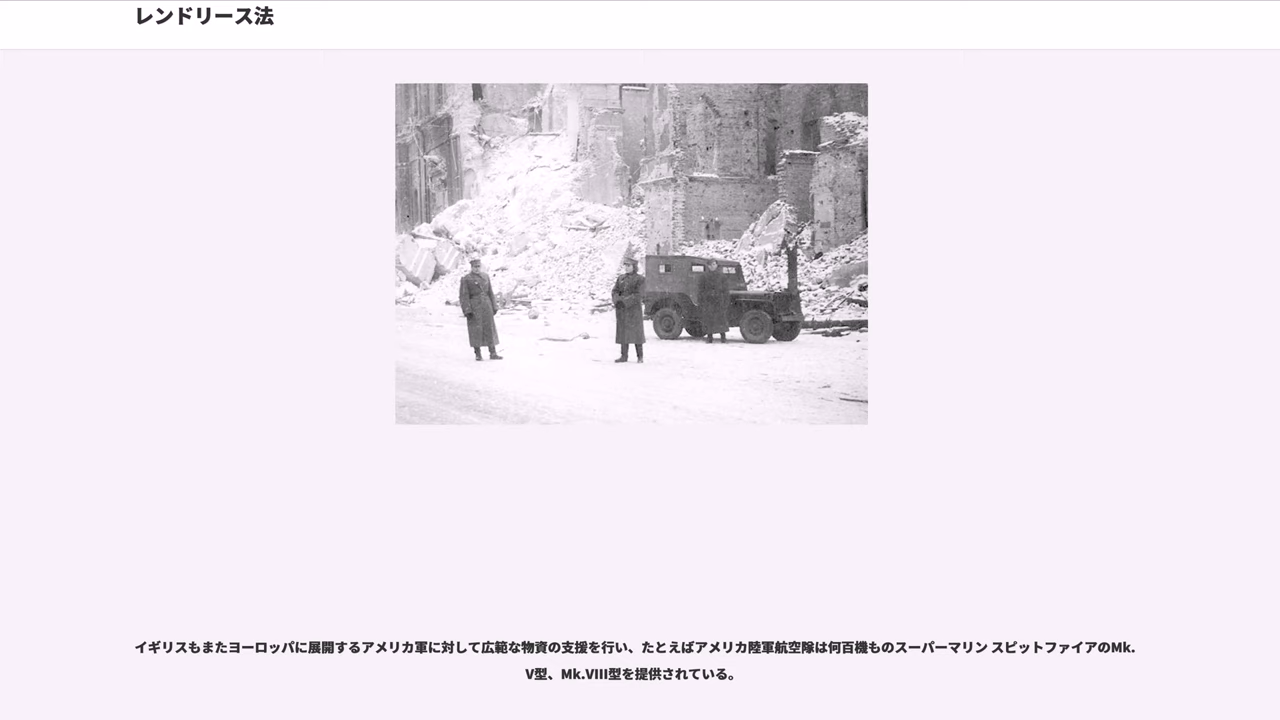 レンドリース法
イギリスもまたヨーロッパに展開するアメリカ軍に対して広範な物資の支援を行い、たとえばアメリカ陸軍航空隊は何百機ものスーパーマリン スピットファイアのMk.
V型、Mk.VIII型を提供されている。